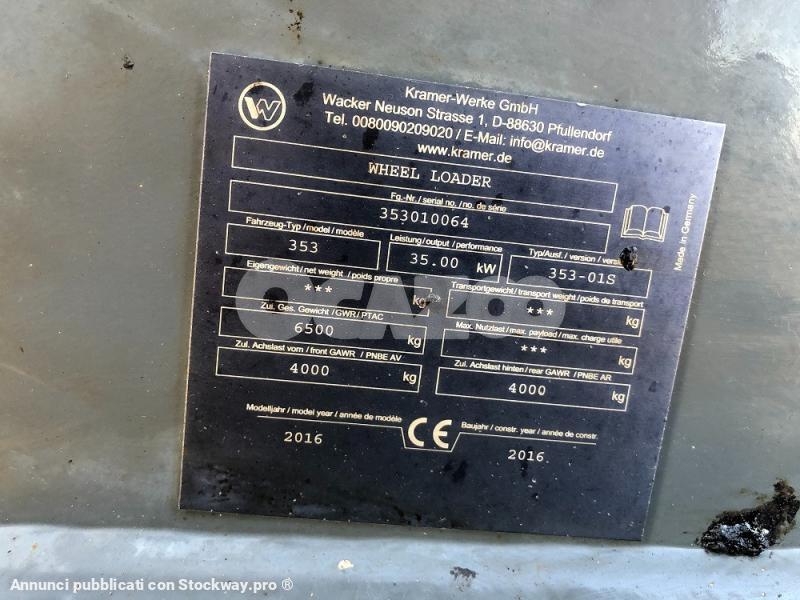 Kramer-Werke GmbH
Wacker Neuson Strasse 1, D-88630 Pfullendorf
Tel. 0080090209020 / E-Mail: info@kramer.de
www.kramer.de
WHEEL LOADER
Fg.-Nr. / serial no. / no. de série
353010064
Made in Germany
Fahrzeug-Typ / model / modèle
353
Leistung / output / performance
35.00 kW
Typ/Ausf. / version /
353-01S
Eigengewicht / net weight / poids propre
*** kg
Transportgewicht / transport weight / poids de transport
*** kg
Zul. Ges. Gewicht / GWR / PTAC
6500 kg
Max. Nutzlast / max. payload / max. charge utile
*** kg
Zul. Achslast vorn / front GAWR / PNBE AV
4000 kg
Zul. Achslast hinten / rear GAWR / PNBE AR
4000 kg
Modelljahr / model year / année de modèle
2016
CE
Baujahr / constr. year / année de constr.
2016
OGAZOO
Annunci pubblicati con Stockway.pro ®